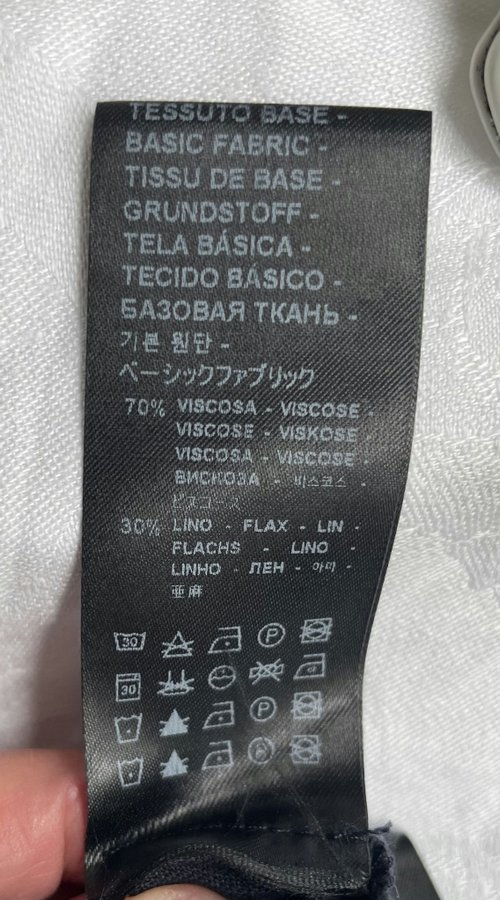 TESSUTO BASE -
BASIC FABRIC -
TISSU DE BASE -
GRUNDSTOFF -
TELA BÁSICA -
TECIDO BÁSICO -
БАЗОВАЯ ТКАНЬ -
기본 원단 -
ベーシックファブリック
70% VISCOSA - VISCOSE -
VISCOSE - VISKOSE
VISCOSA - VISCOSE -
ВИСКОЗА - 비스코스 -
ビスコース
30% LINO - FLAX - LIN -
FLACHS - LINO -
LINHO - ЛЕН - 아마 -
亜麻
30 P
30
P